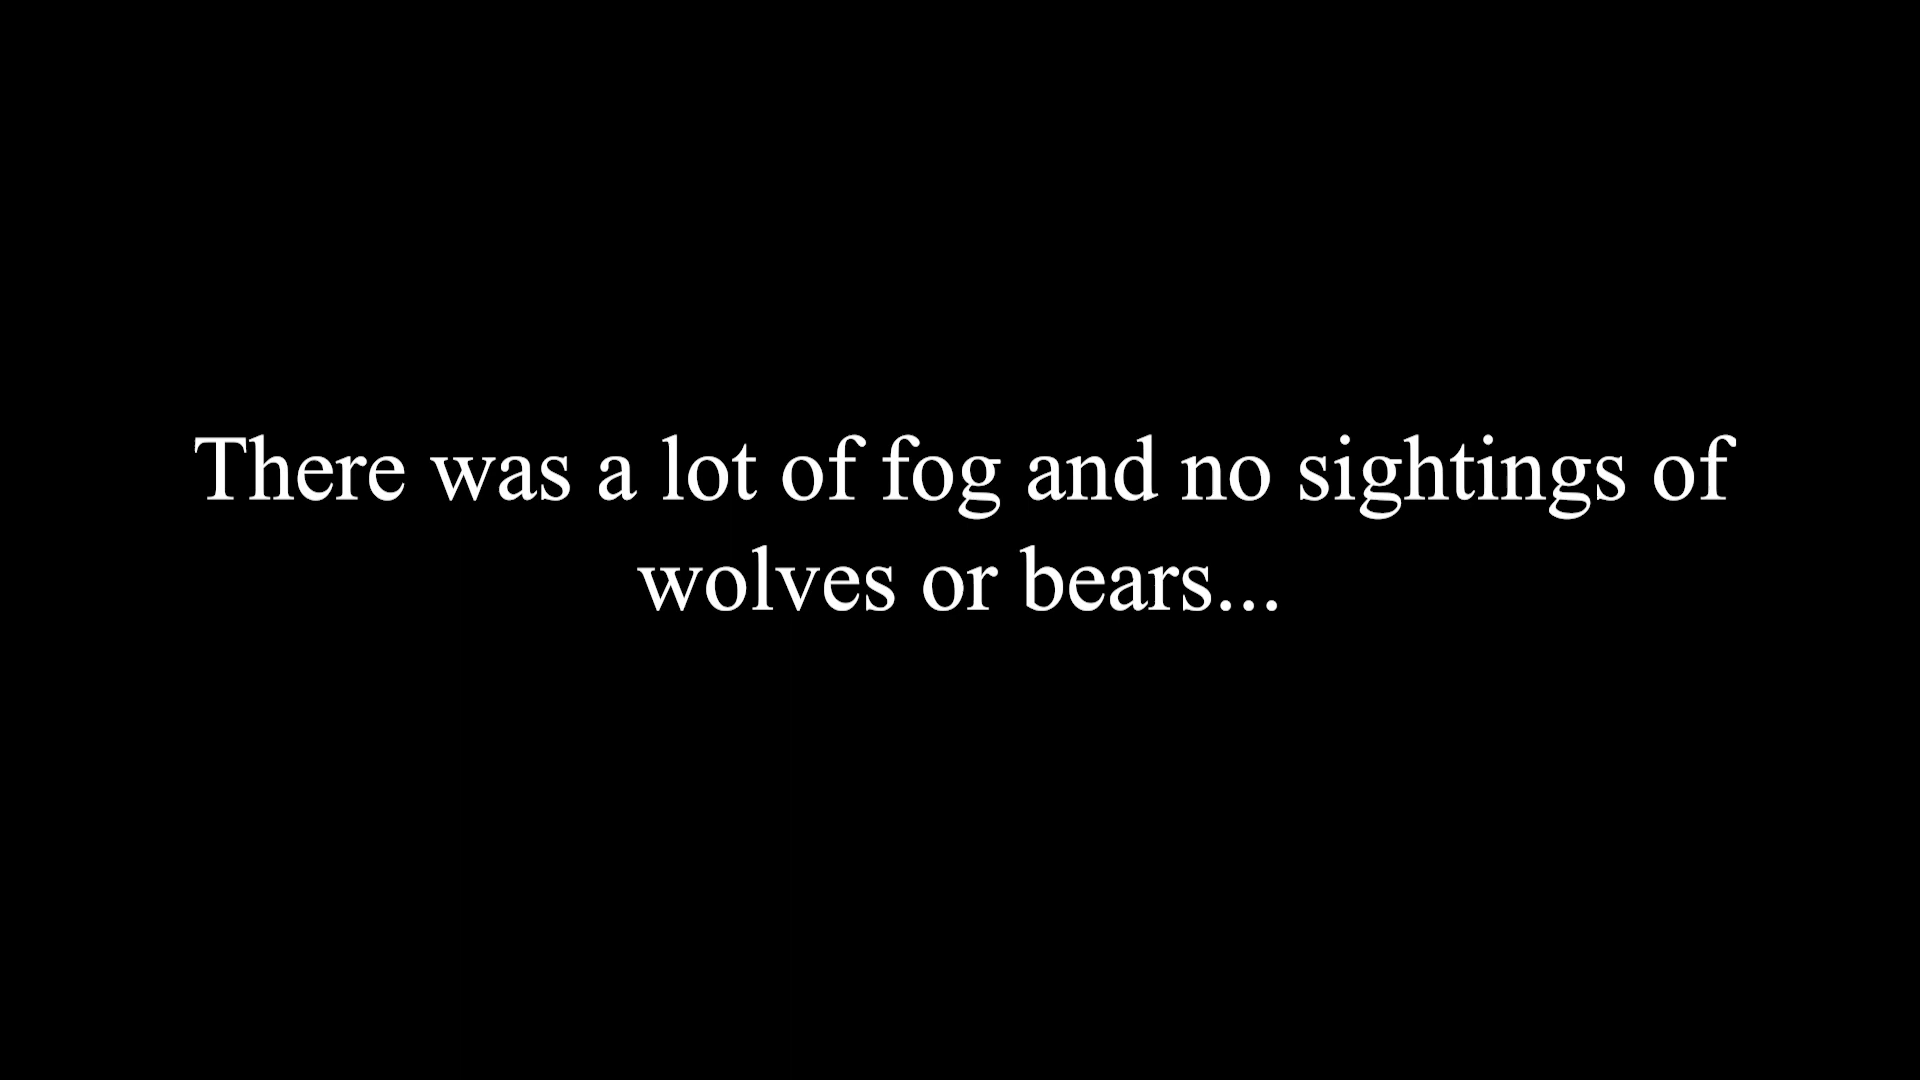 There was a lot of fog and no sightings of
wolves or bears...